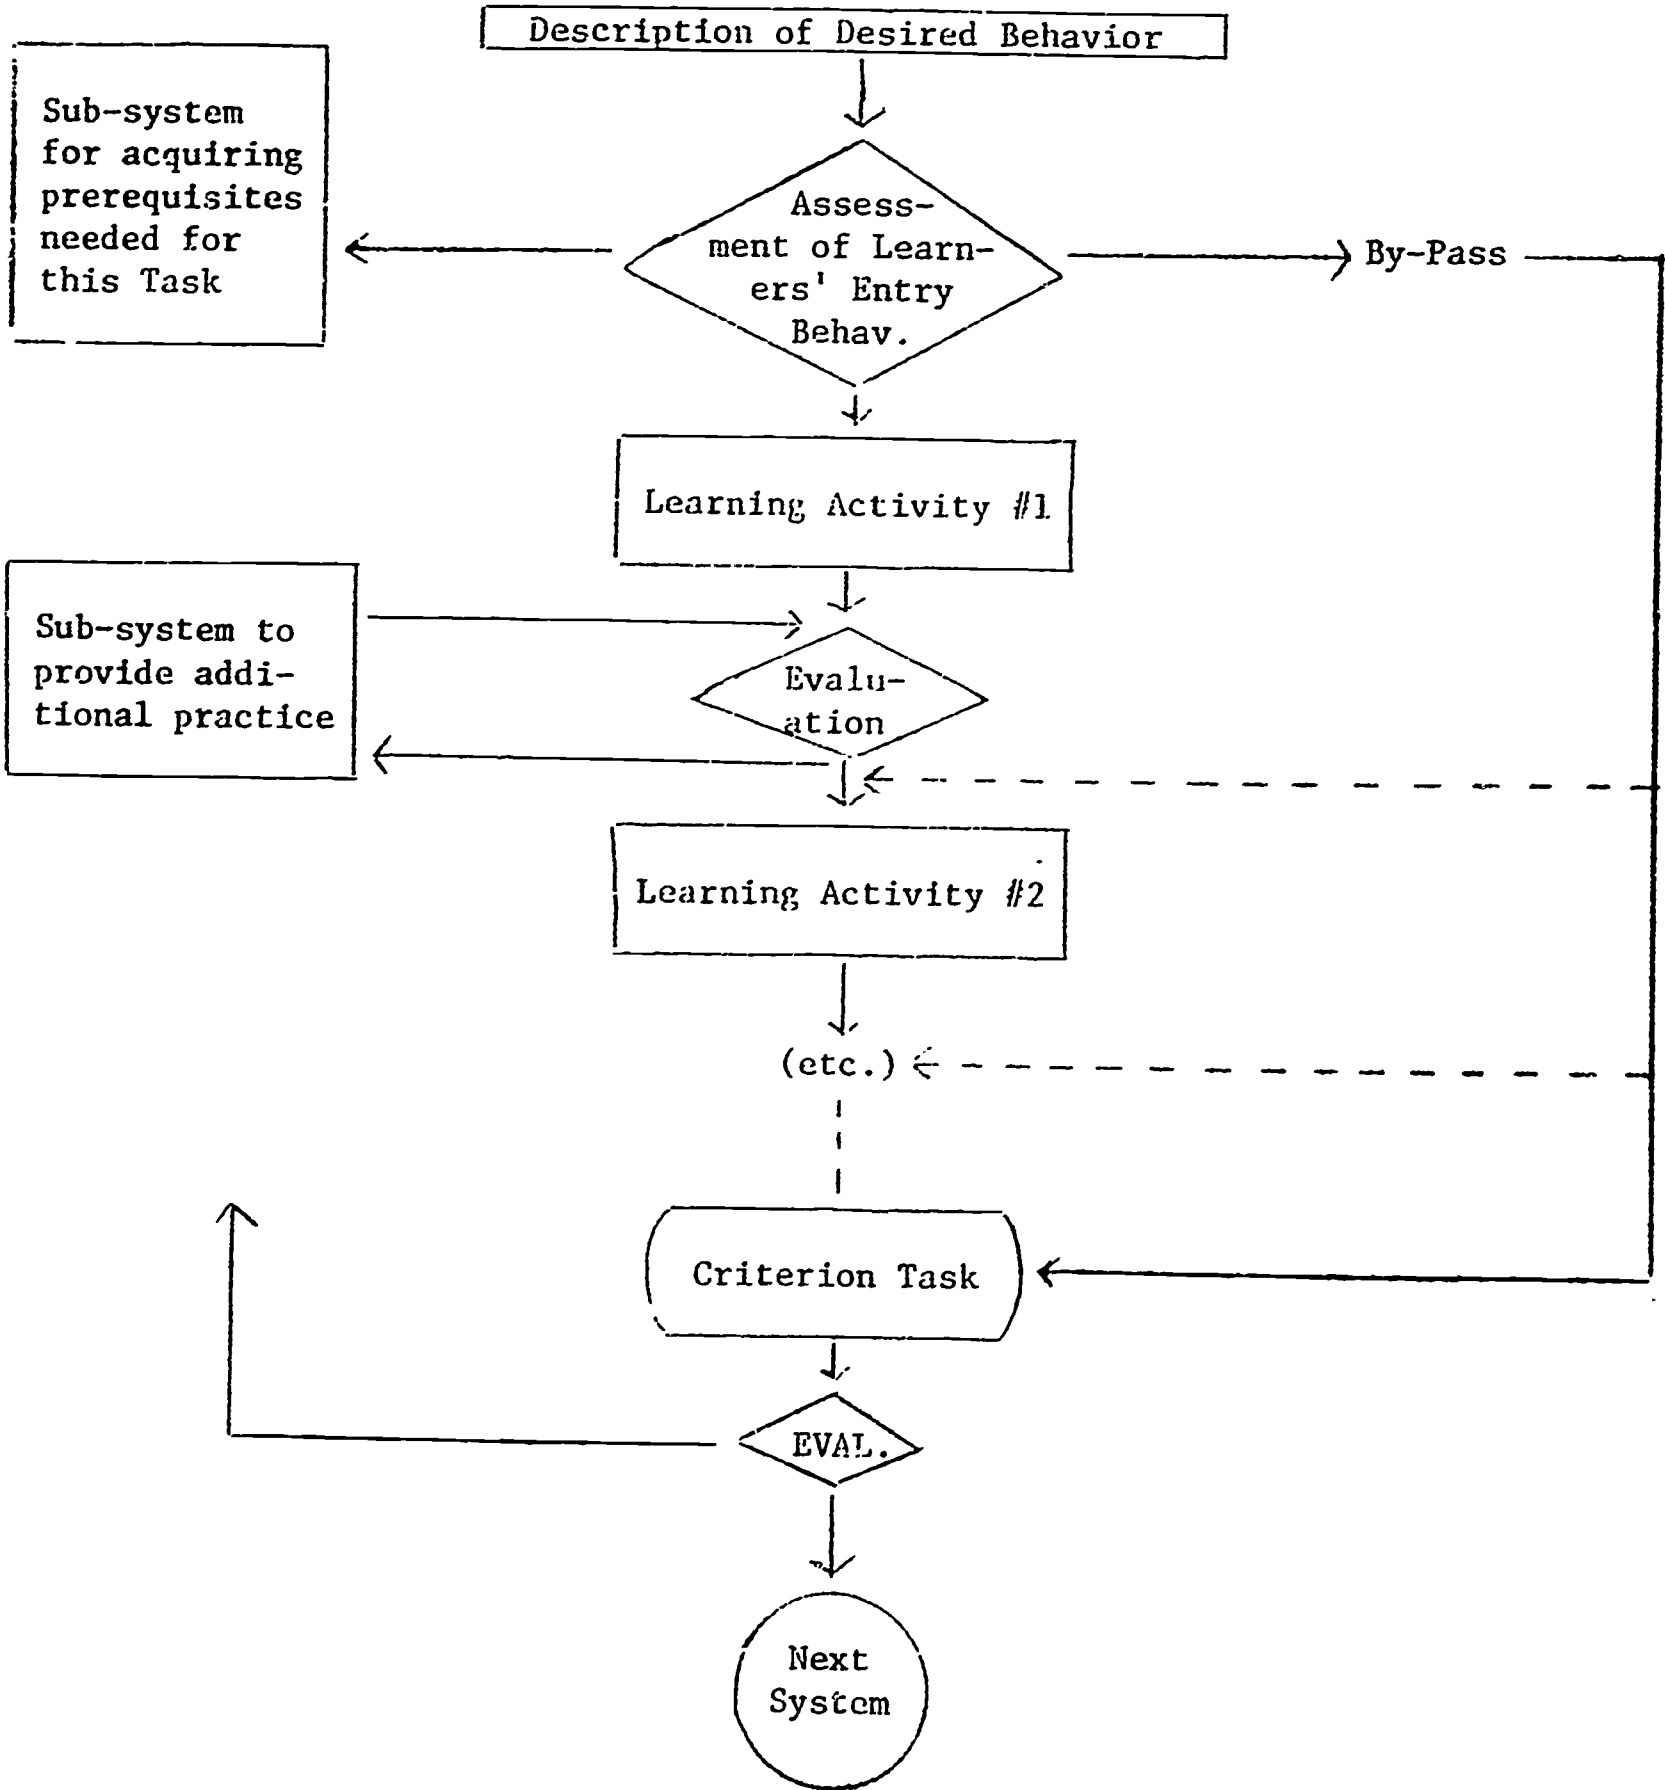 Description of Desired Behavior
Sub-system
for acquiring
prerequisites
needed for
this Task
Assess-
ment of Learn-
ers' Entry
Behav.
By-Pass
Learning Activity #1
Sub-system to
provide addi-
tional practice
Evalu-
ation
Learning Activity #2
(etc.)
Criterion Task
EVAL.
Next
System